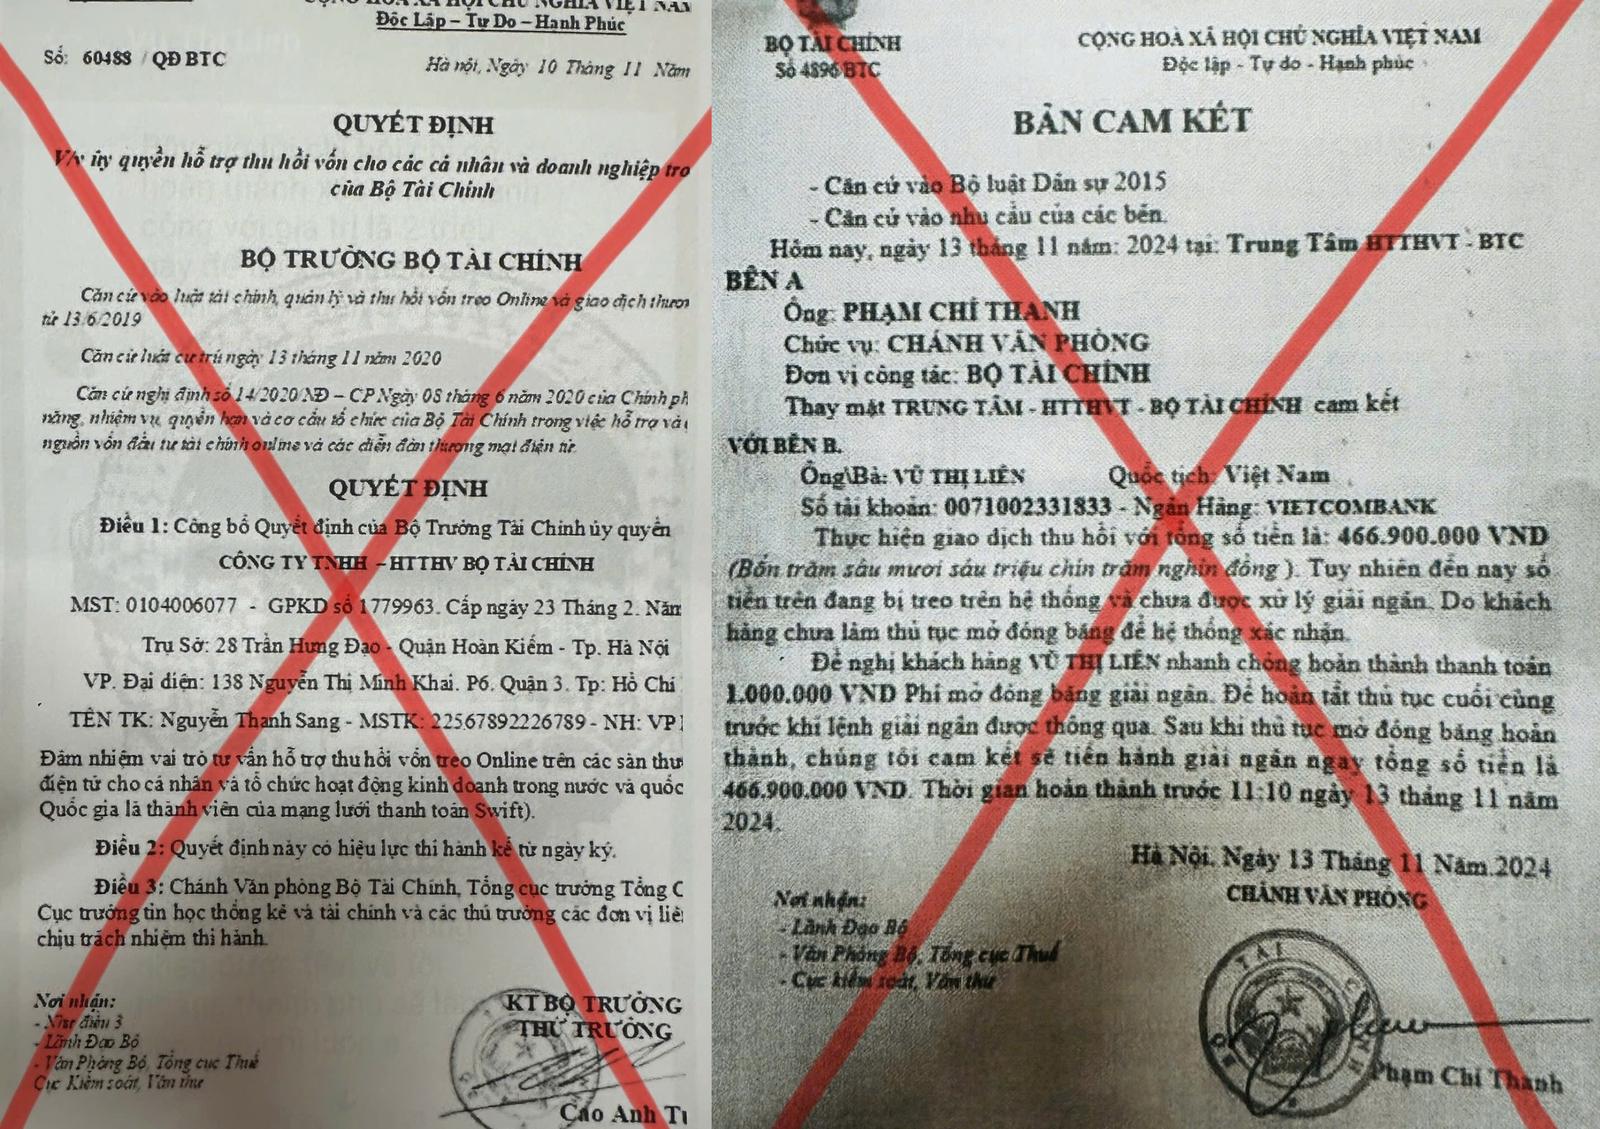 CỘNG HOÀ XÃ HỘI CHỦ NGHĨA VIỆT NAM
Độc Lập – Tự Do – Hạnh Phúc
Số: 60488 / QĐ BTC
Hà nội, Ngày 10 Tháng 11 Năm
QUYẾT ĐỊNH
V/v ủy quyền hỗ trợ thu hồi vốn cho các cá nhân và doanh nghiệp tro
của Bộ Tài Chính
BỘ TRƯỞNG BỘ TÀI CHÍNH
Căn cứ vào luật tài chính, quản lý và thu hồi vốn treo Online và giao dịch thươn
từ 13/6/2019
Căn cứ luật cư trú ngày 13 tháng 11 năm 2020
Căn cứ nghị định số 14/2020/NĐ – CP Ngày 08 tháng 6 năm 2020 của Chính ph
năng, nhiệm vụ, quyền hạn và cơ cấu tổ chức của Bộ Tài Chính trong việc hỗ trợ và
nguồn vốn đầu tư tài chính online và các diễn đàn thương mại điện tử.
QUYẾT ĐỊNH
Điều 1: Công bố Quyết định của Bộ Trưởng Tài Chính ủy quyền
CÔNG TY TNHH – HTTHV BỘ TÀI CHÍNH
MST: 0104006077 - GPKD số 1779963. Cấp ngày 23 Tháng 2. Năm
Trụ Sở: 28 Trần Hưng Đạo - Quận Hoàn Kiếm - Tp. Hà Nội
VP. Đại diện: 138 Nguyễn Thị Minh Khai. P6. Quận 3. Tp: Hồ Chí
TÊN TK: Nguyễn Thanh Sang - MSTK: 22567892226789 - NH: VP
Đảm nhiệm vai trò tư vấn hỗ trợ thu hồi vốn treo Online trên các sàn thư
điện tử cho cá nhân và tổ chức hoạt động kinh doanh trong nước và quốc
Quốc gia là thành viên của mạng lưới thanh toán Swift).
Điều 2: Quyết định này có hiệu lực thi hành kể từ ngày ký.
Điều 3: Chánh Văn phòng Bộ Tài Chính, Tổng cục trưởng Tổng C
Cục trưởng tin học thống kê và tài chính và các thủ trưởng các đơn vị liê
chịu trách nhiệm thi hành.
Nơi nhận:
- Như điều 3
- Lãnh Đạo Bộ
- Văn Phòng Bộ, Tổng cục Thuế
Cục Kiểm soát, Văn thư
KT BỘ TRƯỞNG
THỨ TRƯỞNG
Cao Anh T
BỘ TÀI CHÍNH
Số 4896 BTC
CỘNG HOÀ XÃ HỘI CHỦ NGHĨA VIỆT NAM
Độc lập - Tự do - Hạnh phúc
BẢN CAM KẾT
- Căn cứ vào Bộ luật Dân sự 2015
- Căn cứ vào nhu cầu của các bên.
Hôm nay, ngày 13 tháng 11 năm: 2024 tại: Trung Tâm HTTHVT - BTC
BÊN A
Ông: PHẠM CHÍ THANH
Chức vụ: CHÁNH VĂN PHÒNG
Đơn vị công tác: BỘ TÀI CHÍNH
Thay mặt TRUNG TÂM - HTTHVT - BỘ TÀI CHÍNH cam kết
VỚI BÊN B.
Ông\Bà: VŨ THỊ LIÊN Quốc tịch: Việt Nam
Số tài khoản: 0071002331833 - Ngân Hàng: VIETCOMBANK
Thực hiện giao dịch thu hồi với tổng số tiền là: 466.900.000 VND
(Bốn trăm sáu mươi sáu triệu chín trăm nghìn đồng ). Tuy nhiên đến nay số
tiền trên đang bị treo trên hệ thống và chưa được xử lý giải ngân. Do khách
hàng chưa làm thủ tục mở đóng băng để hệ thống xác nhận.
Đề nghị khách hàng VŨ THỊ LIÊN nhanh chóng hoàn thành thanh toán
1.000.000 VND Phí mở đóng băng giải ngân. Để hoàn tất thủ tục cuối cùng
trước khi lệnh giải ngân được thông qua. Sau khi thủ tục mở đóng băng hoàn
thành, chúng tôi cam kết sẽ tiến hành giải ngân ngay tổng số tiền là
466.900.000 VND. Thời gian hoàn thành trước 11:10 ngày 13 tháng 11 năm
2024.
Hà Nội. Ngày 13 Tháng 11 Năm.2024
CHÁNH VĂN PHÒNG
Nơi nhận:
- Lãnh Đạo Bộ
- Văn Phòng Bộ, Tổng cục Thuế
- Cục kiểm soát, Văn thư
BỘ TÀI CHÍNH
Phạm Chí Thanh